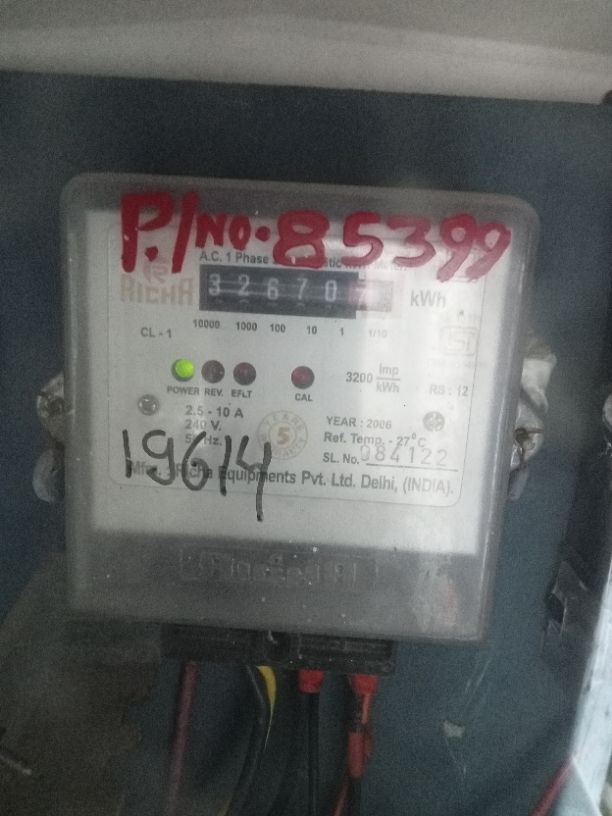 P./NO. 85399
A.C. 1 Phase
RICHA
32670
kWh
CL - 1
10000 1000 100 10 1 1/10
3200 Imp/kWh
POWER REV. EFLT
CAL
RS : 12
2.5 - 10 A
240 V.
YEAR : 2006
Ref. Temp. - 27°C
SL. No. 084122
19614
Equipments Pvt. Ltd. Delhi, (INDIA).